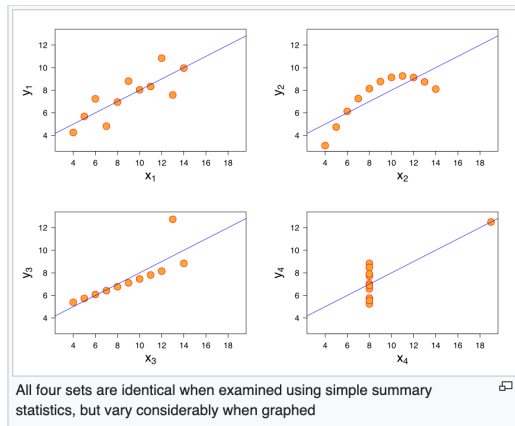 12
10
8
6
4
y1
4 6 8 10 12 14 16 18
x1
12
10
8
6
4
y2
4 6 8 10 12 14 16 18
x2
12
10
8
6
4
y3
4 6 8 10 12 14 16 18
x3
12
10
8
6
4
y4
4 6 8 10 12 14 16 18
x4
All four sets are identical when examined using simple summary
statistics, but vary considerably when graphed